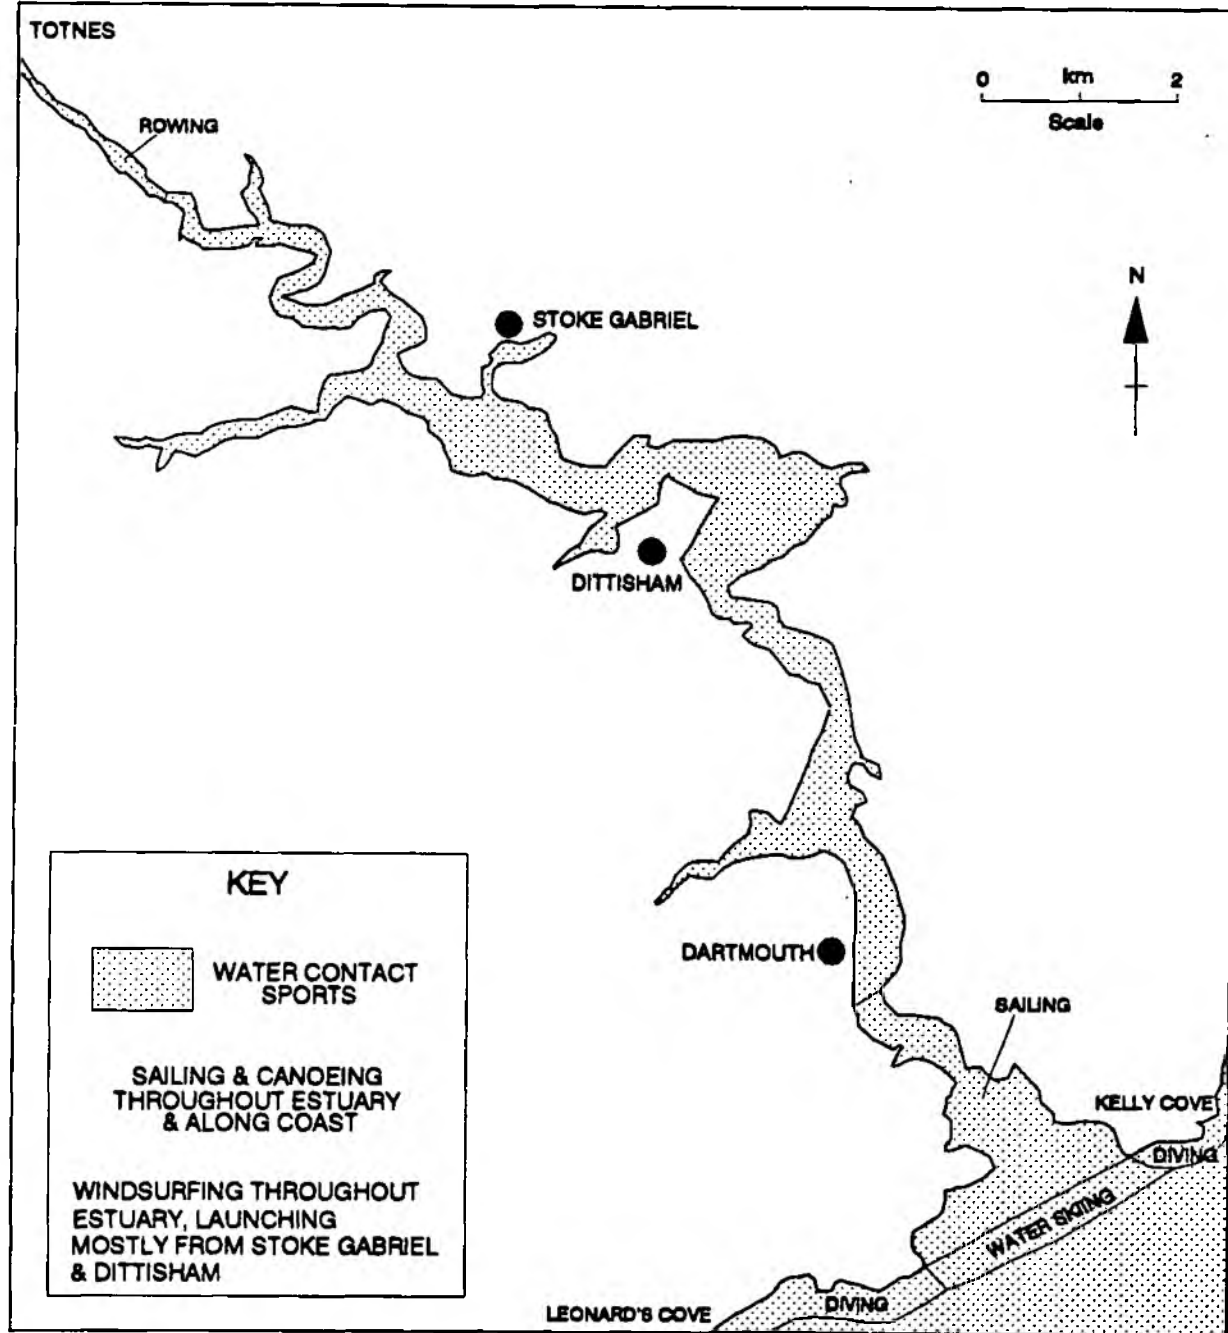 TOTNES
0 km 2
Scale
ROWING
N
STOKE GABRIEL
DITTISHAM
KEY
WATER CONTACT
SPORTS
SAILING & CANOEING
THROUGHOUT ESTUARY
& ALONG COAST
WINDSURFING THROUGHOUT
ESTUARY, LAUNCHING
MOSTLY FROM STOKE GABRIEL
& DITTISHAM
DARTMOUTH
SAILING
KELLY COVE
DIVING
WATER SKIING
DIVING
LEONARD'S COVE